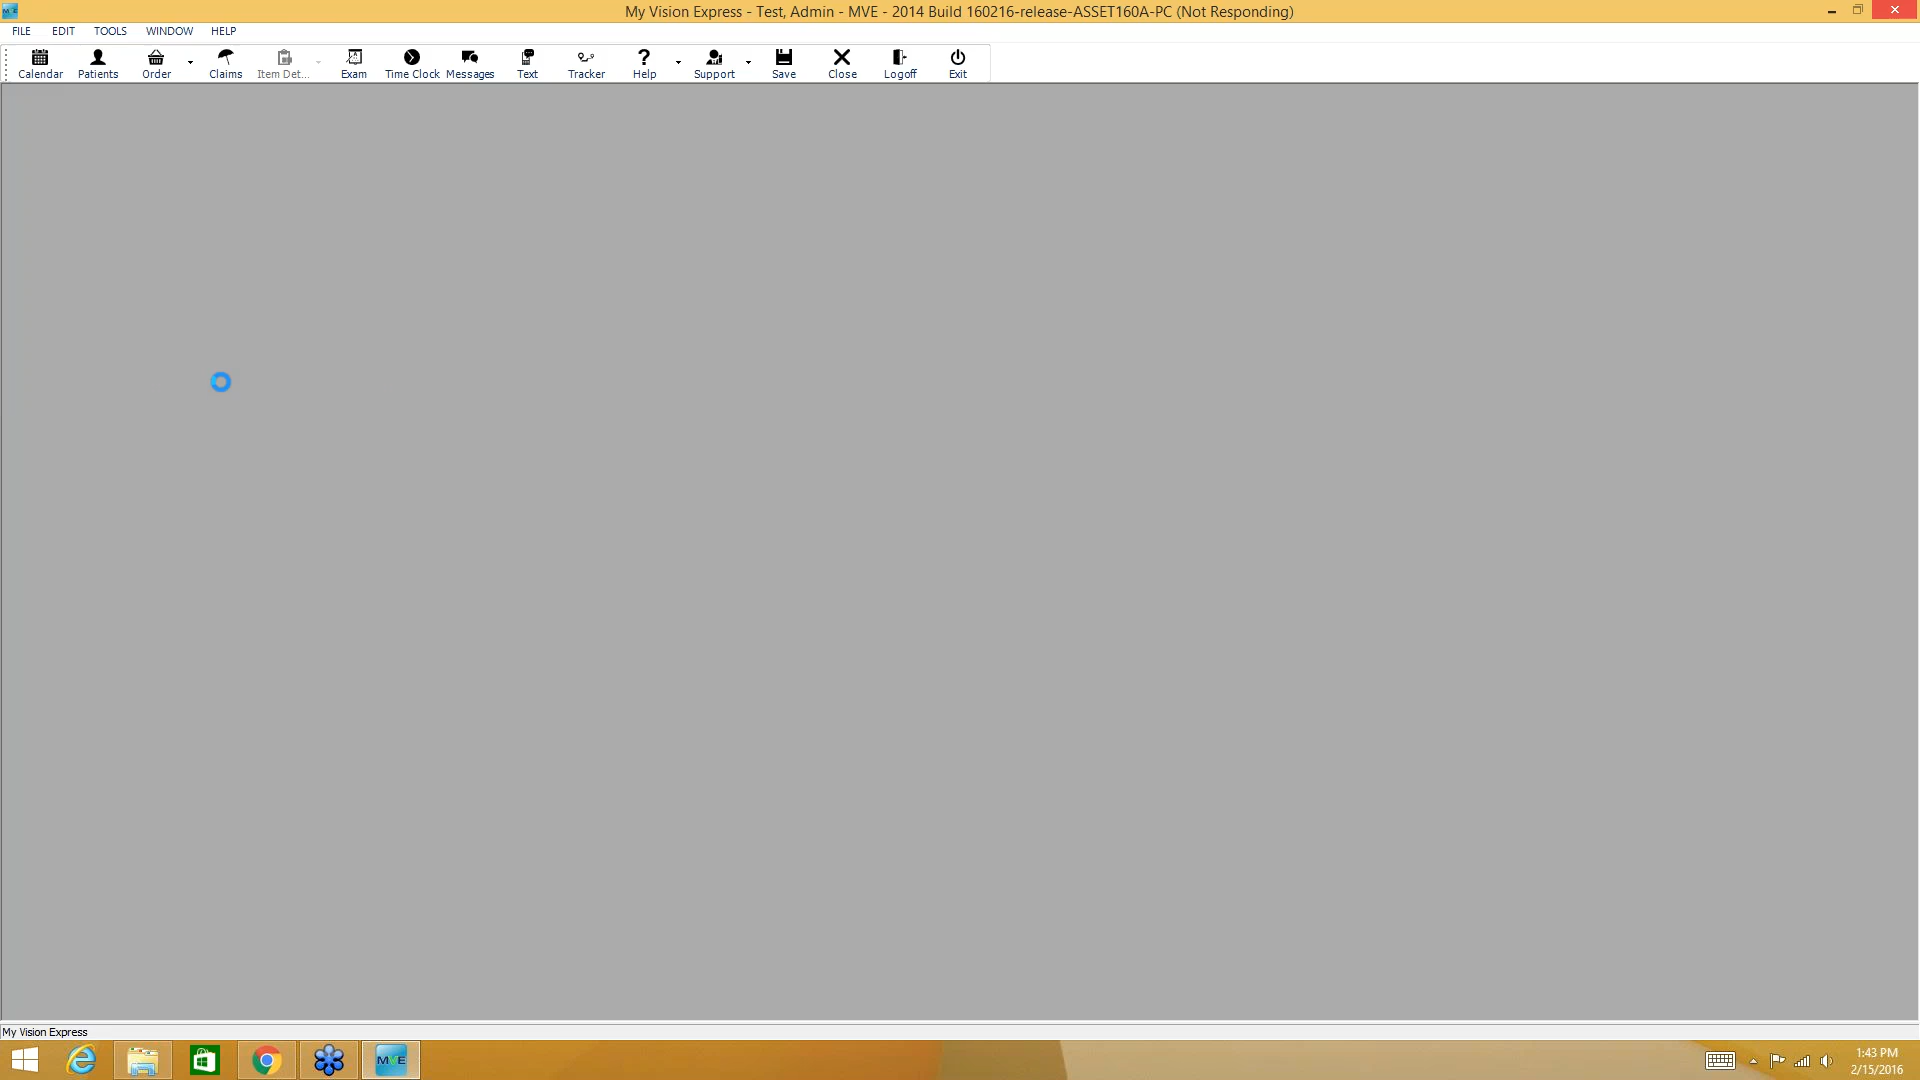 My Vision Express - Test, Admin - MVE - 2014 Build 160216-release-ASSET160A-PC (Not Responding)
FILE EDIT TOOLS WINDOW HELP
Calendar Patients Order Claims Item Det... Exam Time Clock Messages Text Tracker Help Support Save Close Logoff Exit
My Vision Express
MVE
1:43 PM
2/15/2016